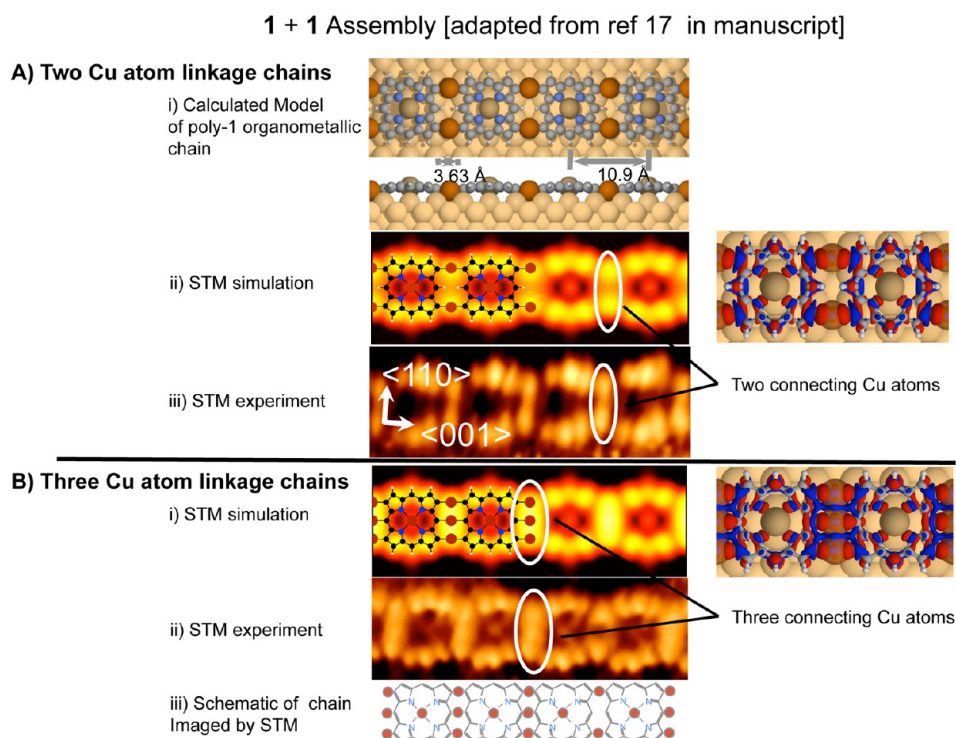 1 + 1 Assembly [adapted from ref 17 in manuscript]
A) Two Cu atom linkage chains
i) Calculated Model
of poly-1 organometallic
chain
3.63 Å
10.9 Å
ii) STM simulation
iii) STM experiment
<110>
<001>
Two connecting Cu atoms
B) Three Cu atom linkage chains
i) STM simulation
ii) STM experiment
Three connecting Cu atoms
iii) Schematic of chain
Imaged by STM
N N N N N N N N
N N N N N N N N